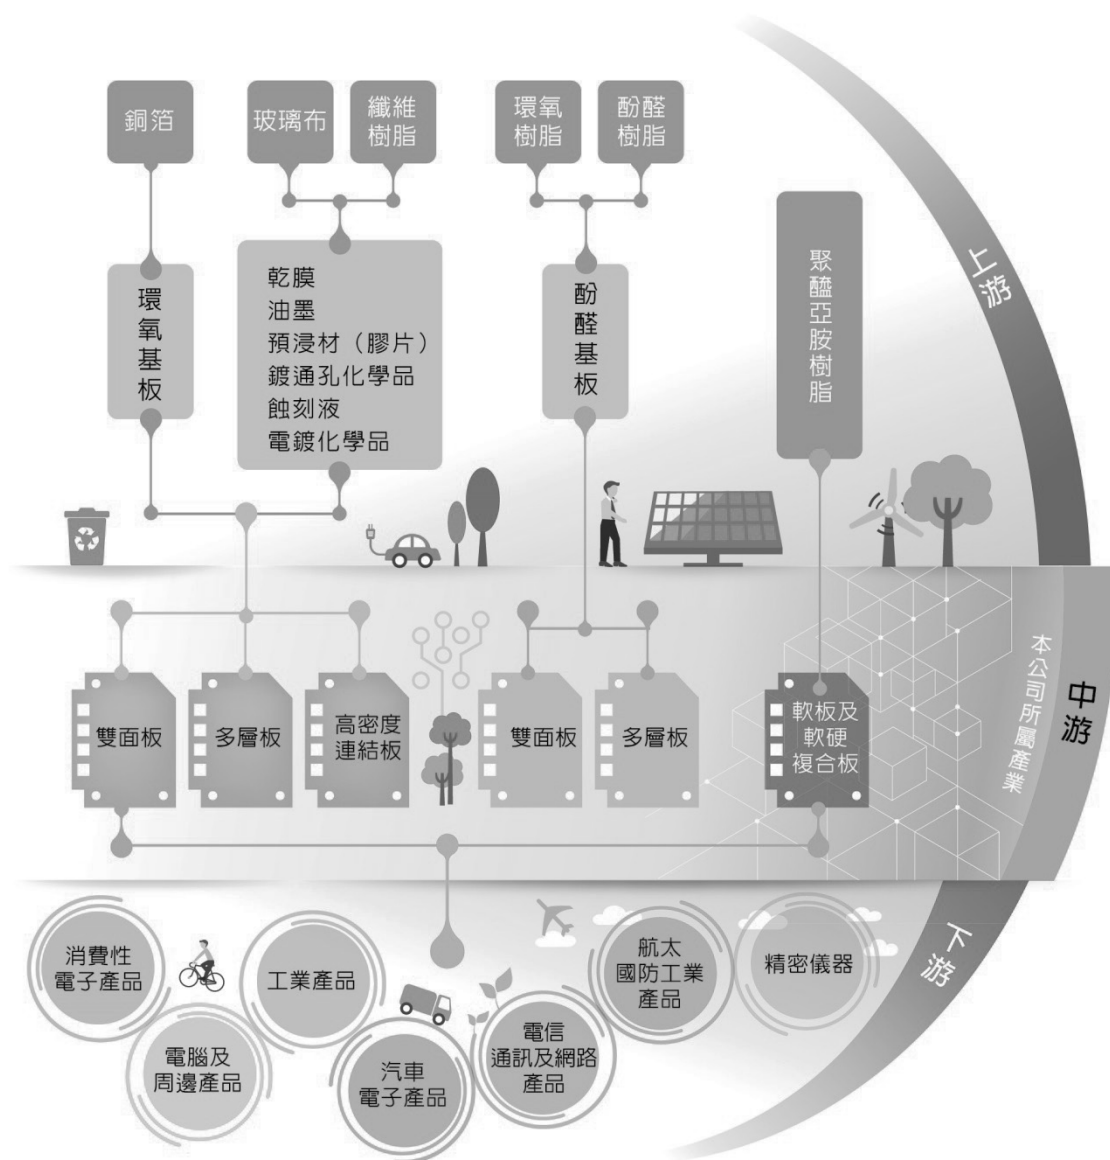 銅箔
玻璃布
纖維
樹脂
環氧
樹脂
酚醛
樹脂
聚醯亞胺樹脂
上游
環氧基板
乾膜
油墨
預浸材（膠片）
鍍通孔化學品
蝕刻液
電鍍化學品
酚醛基板
雙面板
多層板
高密度
連結板
雙面板
多層板
軟板及
軟硬
複合板
本公司所屬產業
中游
消費性
電子產品
電腦及
周邊產品
工業產品
汽車
電子產品
電信
通訊及網路
產品
航太
國防工業
產品
精密儀器
下游